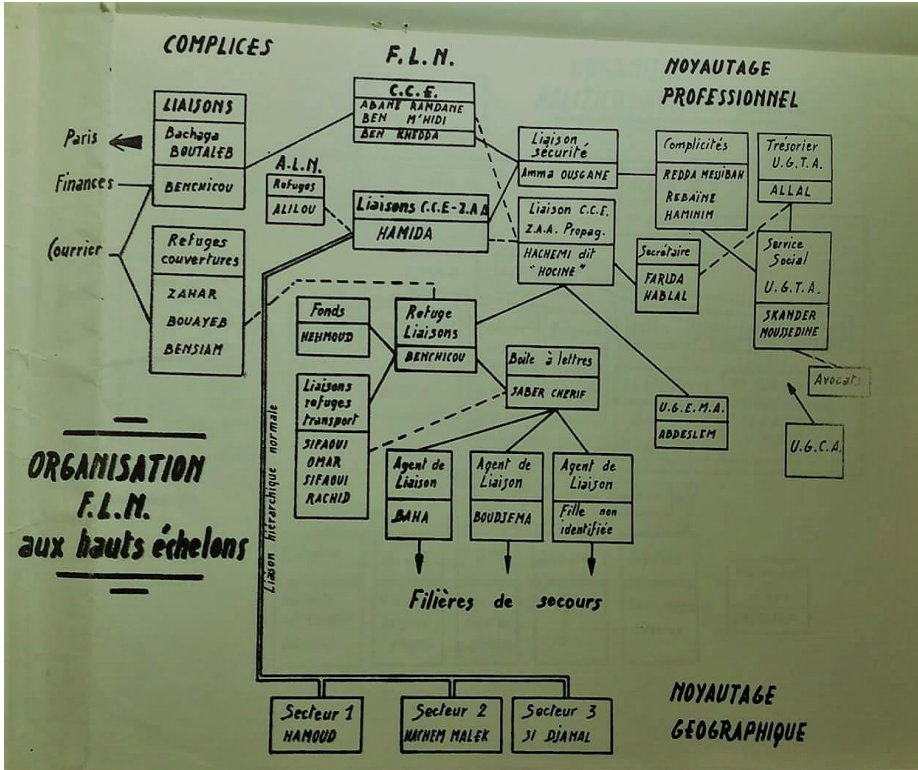 COMPLICES
F.L.N.
NOYAUTAGE
PROFESSIONNEL
LIAISONS
Bachaga
BOUTALEB
BENCHICOU
Paris
Finances
Courrier
Refuges
couvertures
ZAHAR
BOUAYEB
BENSIAM
C.C.E.
ABANE RAMDANE
BEN M'HIDI
BEN KHEDDA
A.L.N.
Refuges
ALILOU
Liaisons C.C.E-Z.A.A
HAMIDA
Liaison
sécurité
Amma OUSGANE
Complicités
REDDA MESSIBAH
REBAÏNE
HAMINIM
Trésorier
U.G.T.A.
ALLAL
Liaison C.C.E.
Z.A.A. Propag.
HACHEMI dit
"HOCINE"
Secrétaire
FARIDA
HABLAL
Service
Social
U.G.T.A.
SKANDER
MOUSSEDINE
Avocats
U.G.C.A.
U.G.E.M.A.
ABDESLEM
Fonds
MEHMOUD
Refuge
Liaisons
BENCHICOU
Boîte à lettres
SABER CHERIF
Liaisons
refuges
transport
SIFAOUI
OMAR
SIFAOUI
RACHID
Agent de
Liaison
BAHA
Agent de
Liaison
BOUDJEMA
Agent de
Liaison
Fille non
identifiée
Filières de secours
ORGANISATION
F.L.N.
aux hauts échelons
Liaison hiérarchique normale
Secteur 1
HAMOUD
Secteur 2
HACHEM MALEK
Secteur 3
SI DJAMAL
NOYAUTAGE
GEOGRAPHIQUE